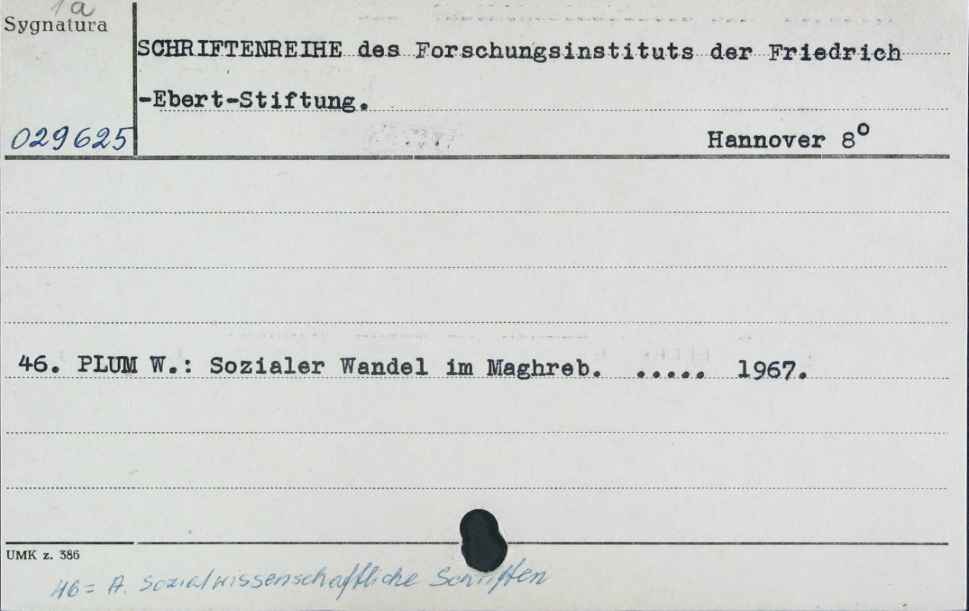 1a
Sygnatura
SCHRIFTENREIHE des Forschungsinstituts der Friedrich
-Ebert-Stiftung.
029625
Hannover 8°
46. PLUM W.: Sozialer Wandel im Maghreb. ..... 1967.
UMK z. 386
46 = A. Sozialwissenschaftliche Schriften